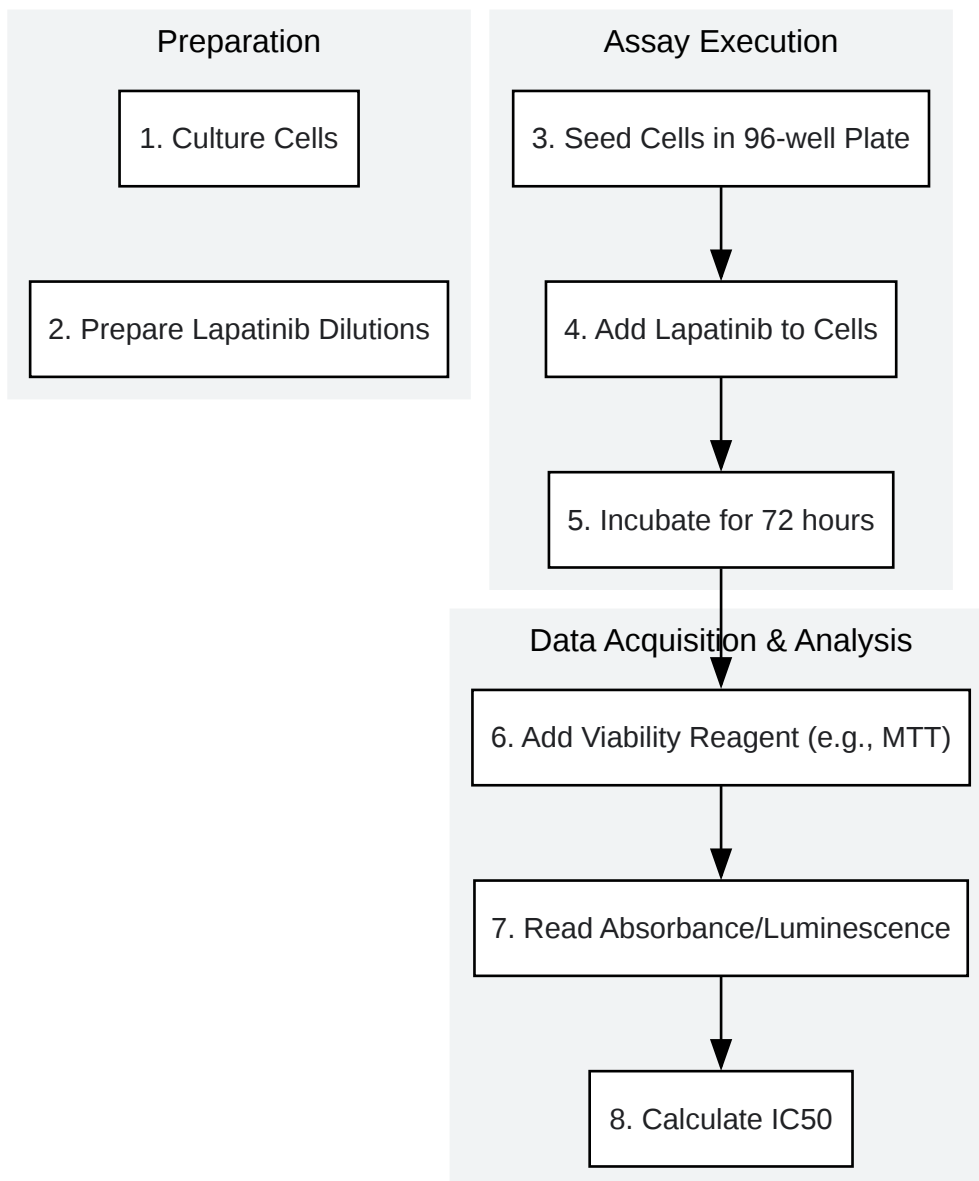 Preparation
1. Culture Cells
2. Prepare Lapatinib Dilutions
Assay Execution
3. Seed Cells in 96-well Plate
4. Add Lapatinib to Cells
5. Incubate for 72 hours
Data Acquisition & Analysis
6. Add Viability Reagent (e.g., MTT)
7. Read Absorbance/Luminescence
8. Calculate IC50